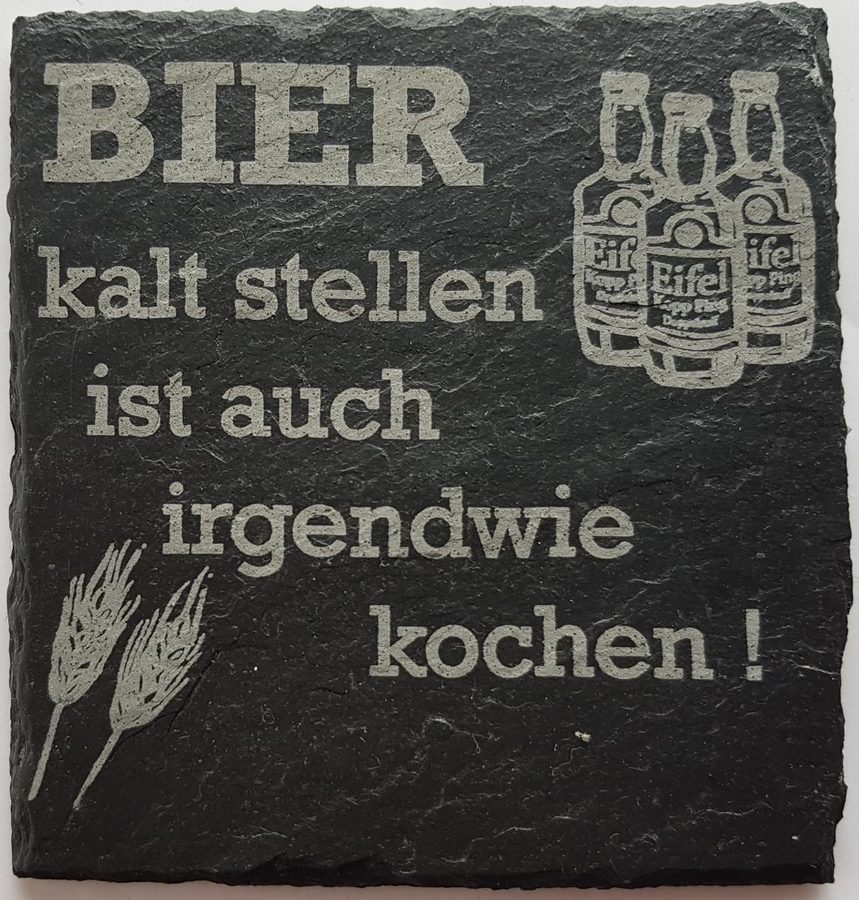 BIER
kalt stellen
ist auch
irgendwie
kochen !
Eifel
Eifel
ifel